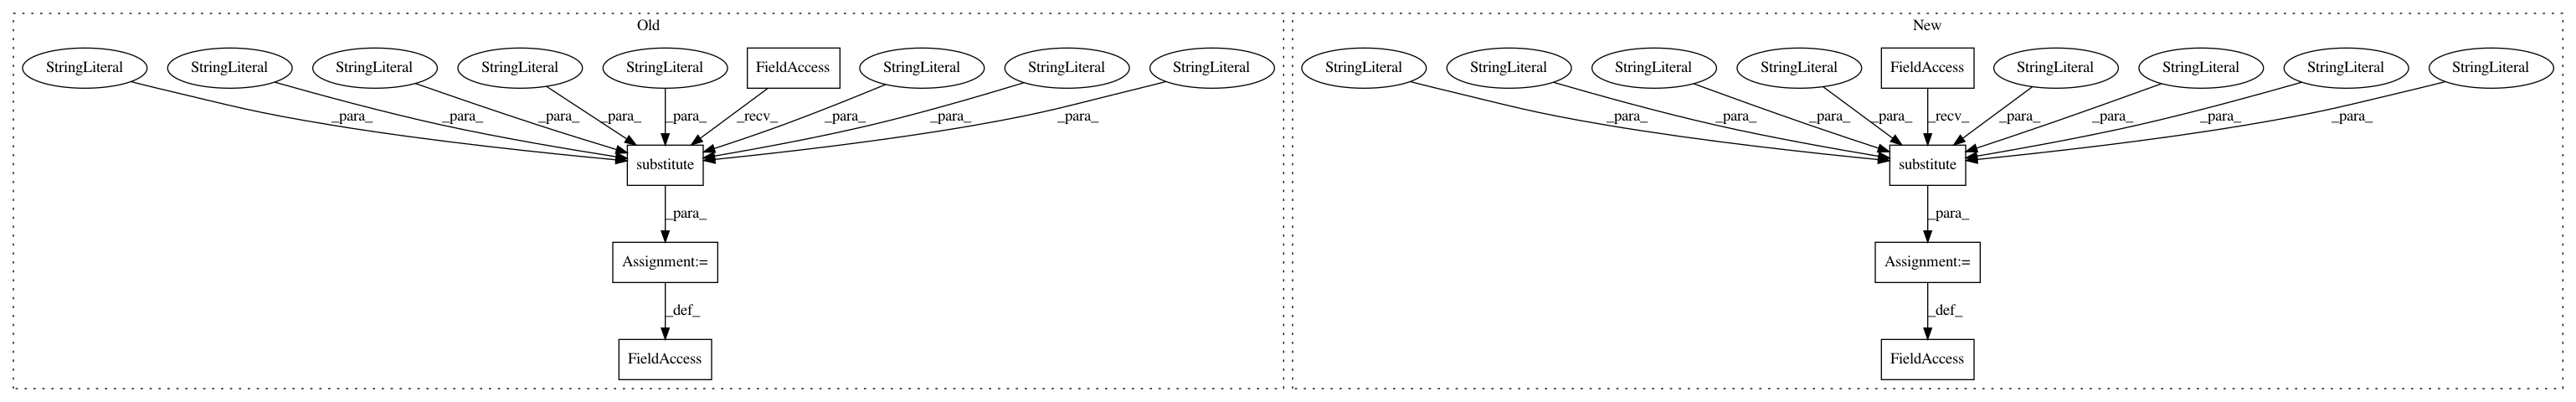 Old New
StringLiteral StringLiteral StringLiteral StringLiteral StringLiteral FieldAccess StringLiteral StringLiteral StringLiteral StringLiteral StringLiteral StringLiteral StringLiteral FieldAccess StringLiteral StringLiteral StringLiteral StringLiteral
_para_ _para_ _para_ _para_ _para_ _recv_ _para_ _para_ _para_ _para_ _para_ _para_ _para_ _recv_ _para_ _para_ _para_ _para_
substitute substitute
_para_ _para_
Assignment:= Assignment:=
_def_ _def_
FieldAccess FieldAccess